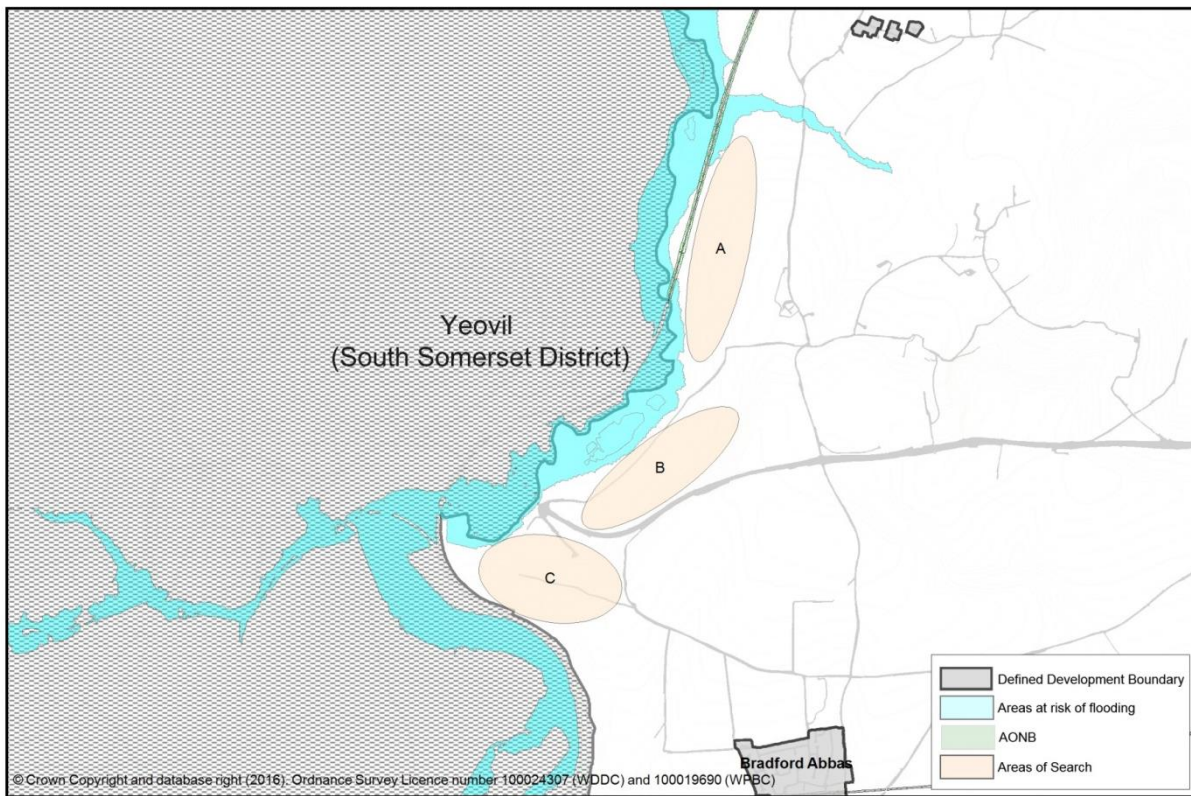 A
Yeovil
(South Somerset District)
B
C
Defined Development Boundary
Areas at risk of flooding
AONB
Areas of Search
Bradford Abbas
© Crown Copyright and database right (2016). Ordnance Survey Licence number 100024307 (WDDC) and 100019690 (WPBC)